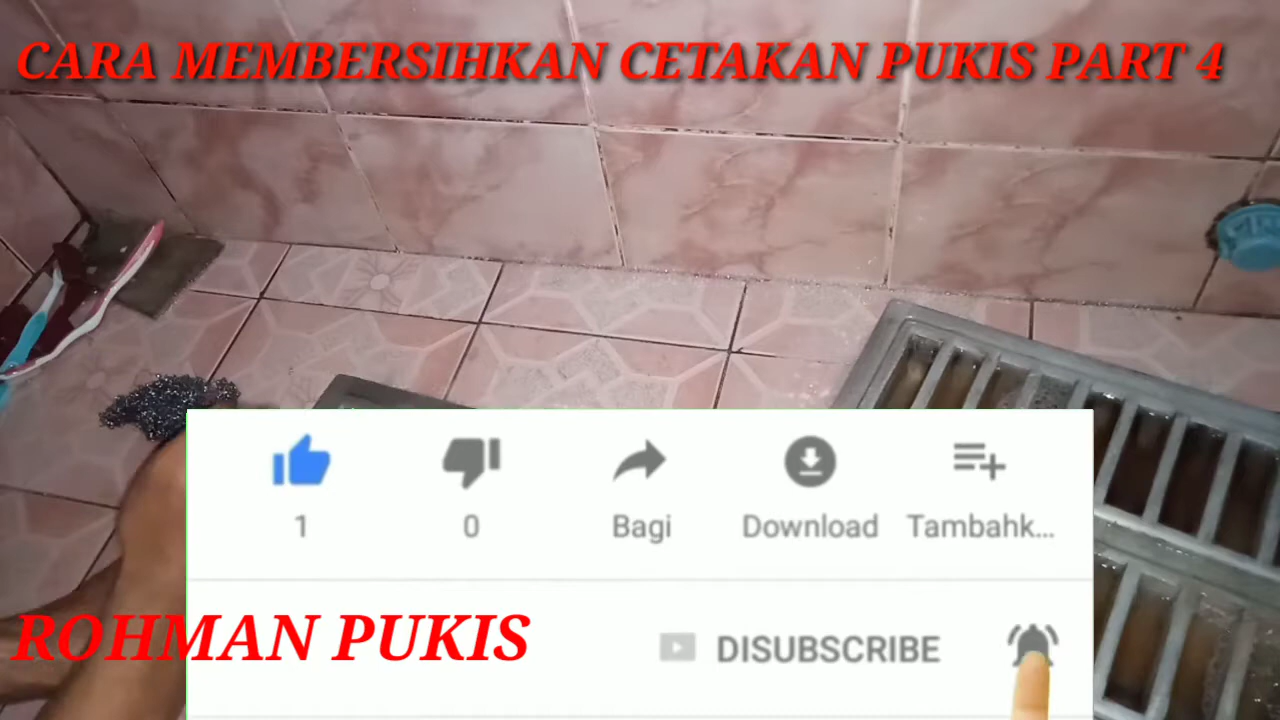 CARA MEMBERSIHKAN CETAKAN PUKIS PART 4
1
0
Bagi
Download
Tambahk...
ROHMAN PUKIS
DISUBSCRIBE